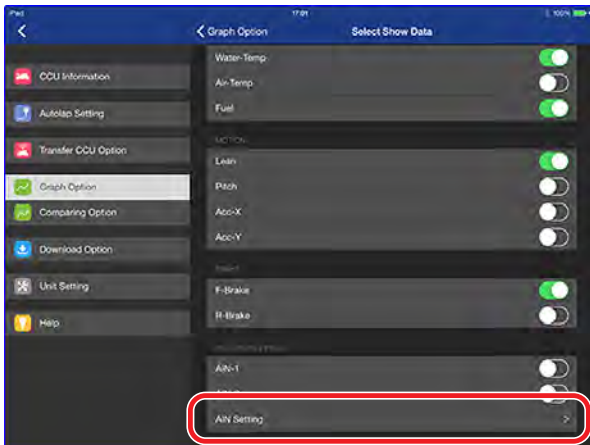 iPad 17:01 100%
Graph Option Select Show Data
Water-Temp
CCU Information
Air-Temp
Autolap Setting
Fuel
Transfer CCU Option
MOTION
Lean
Graph Option
Pitch
Comparing Option
Acc-X
Acc-Y
Download Option
Unit Setting
F-Brake
Help
R-Brake
AIN-1
AIN Setting